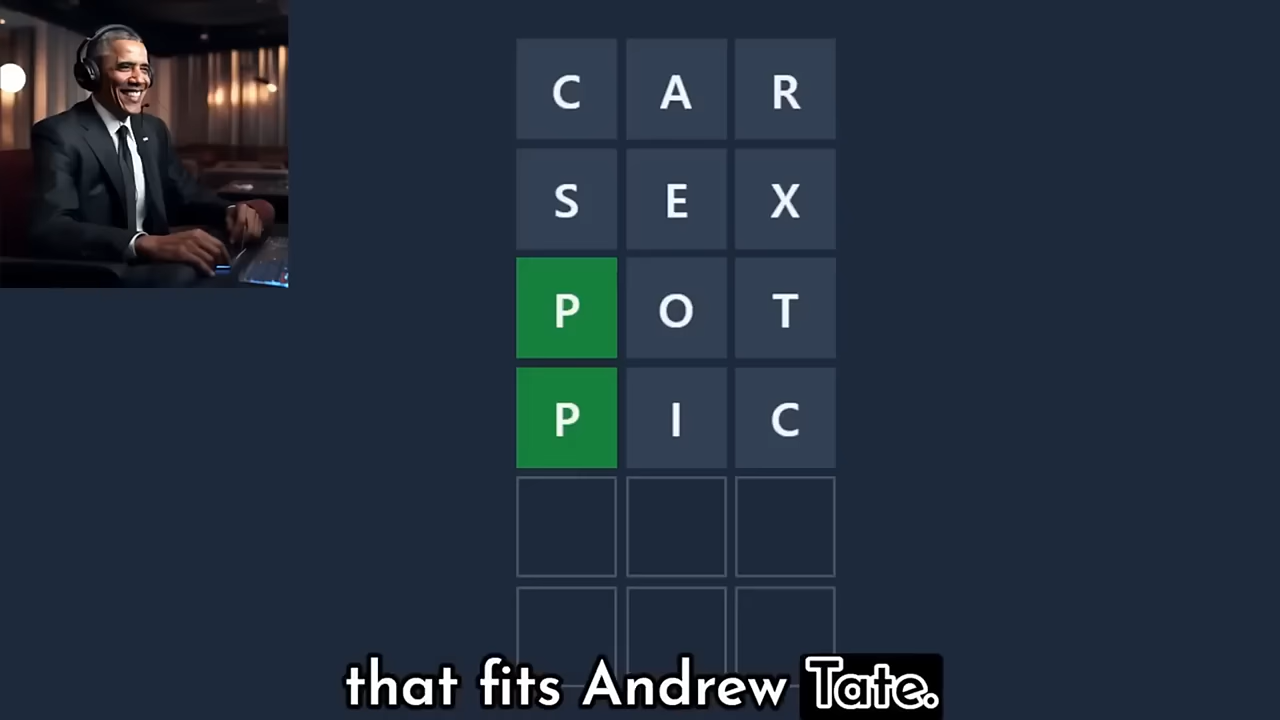 C A R
S E X
P O T
P I C
that fits Andrew Tate.